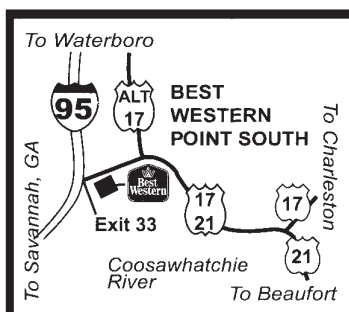 To Waterboro
95
ALT
17
BEST
WESTERN
POINT SOUTH
To Charleston
Best
Western
To Savannah, GA
Exit 33
17
21
17
21
Coosawhatchie
River
To Beaufort